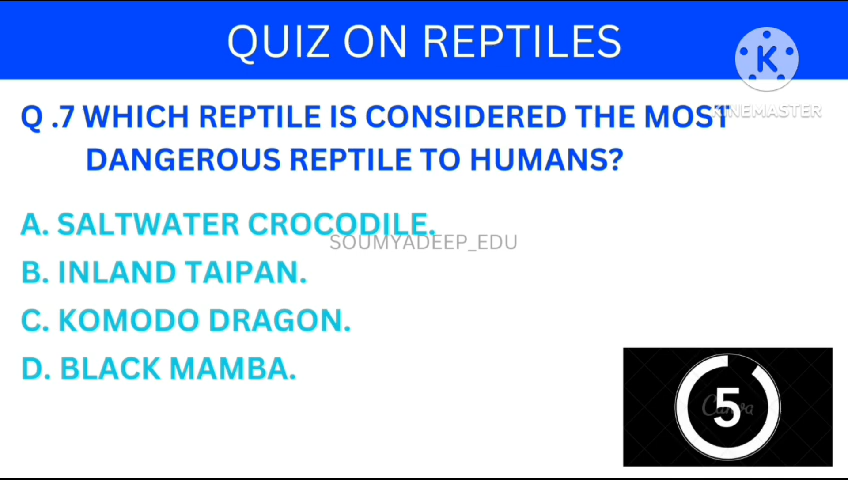 QUIZ ON REPTILES
K
KINEMASTER
Q .7 WHICH REPTILE IS CONSIDERED THE MOST
DANGEROUS REPTILE TO HUMANS?
A. SALTWATER CROCODILE.
SOUMYADEEP_EDU
B. INLAND TAIPAN.
C. KOMODO DRAGON.
D. BLACK MAMBA.
Canva
5